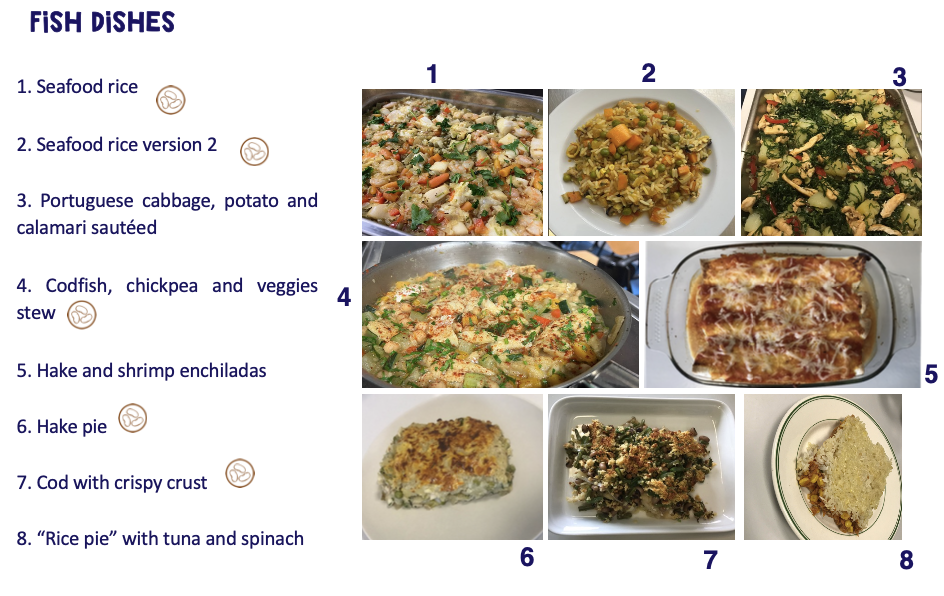 FISH DISHES
1. Seafood rice
2. Seafood rice version 2
3. Portuguese cabbage, potato and
calamari sautéed
4. Codfish, chickpea and veggies
stew
5. Hake and shrimp enchiladas
6. Hake pie
7. Cod with crispy crust
8. “Rice pie” with tuna and spinach
1
2
3
4
5
6
7
8